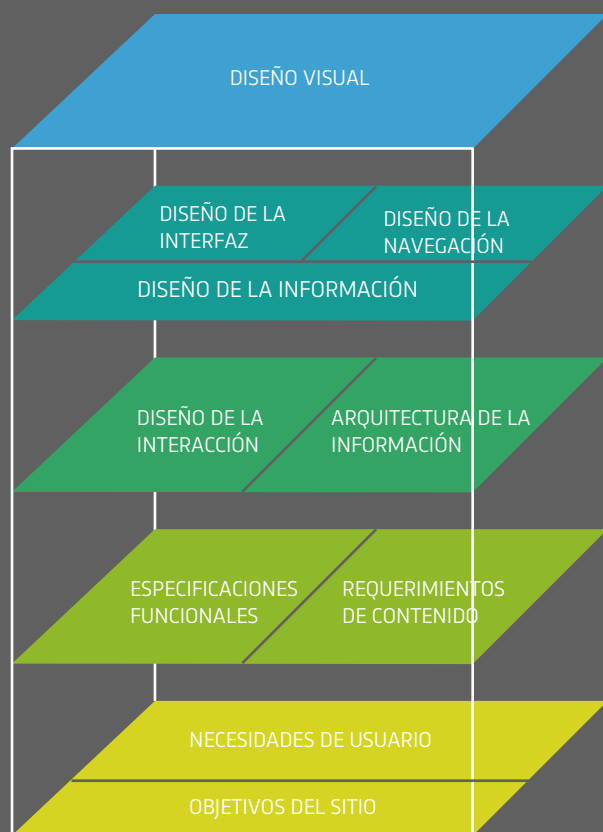 DISEÑO VISUAL
DISEÑO DE LA
INTERFAZ
DISEÑO DE LA
NAVEGACIÓN
DISEÑO DE LA INFORMACIÓN
DISEÑO DE LA
INTERACCIÓN
ARQUITECTURA DE LA
INFORMACIÓN
ESPECIFICACIONES
FUNCIONALES
REQUERIMIENTOS
DE CONTENIDO
NECESIDADES DE USUARIO
OBJETIVOS DEL SITIO